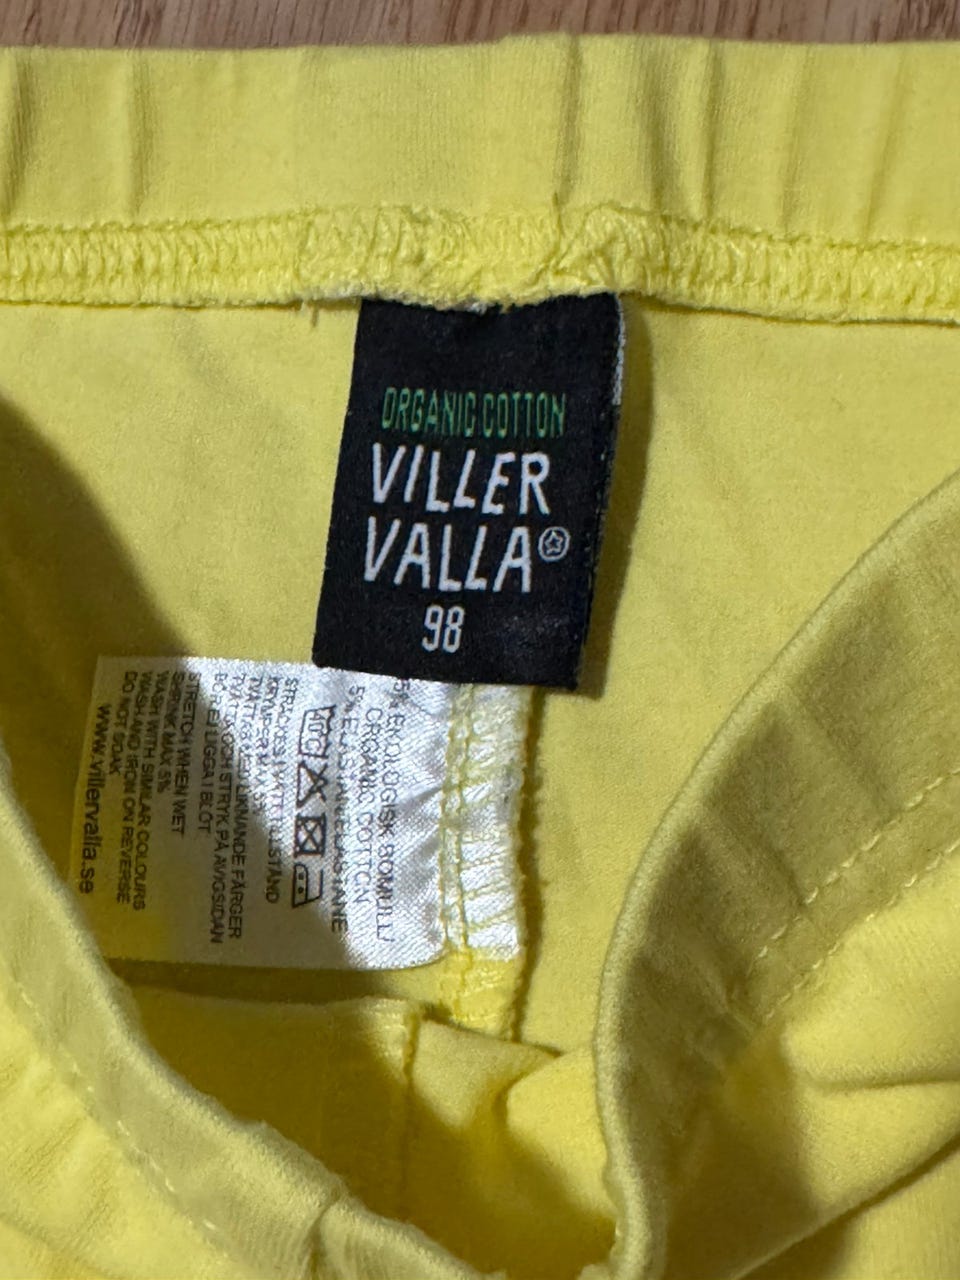 ORGANIC COTTON
VILLER
VALLA
98
95% EKOLOGISK BOMULL/
ORGANIC COTTON
5% ELASTAN/ELASTANE
STRÄCKES I VÅTT TILLSTÅND
KRYMPER MAX 5%
TVÄTTAS MED LIKNANDE FÄRGER
TVÄTTA OCH STRYK PÅ AVIGSIDAN
BÖR EJ LIGGA I BLÖT
STRETCH WHEN WET
SHRINK MAX 5%
WASH WITH SIMILAR COLOURS
WASH AND IRON ON REVERSE
DO NOT SOAK
www.villervalla.se